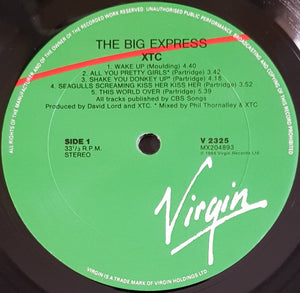 ALL RIGHTS OF THE MANUFACTURER AND OF THE OWNER OF THE RECORDED WORK RESERVED. UNAUTHORISED PUBLIC PERFORMANCE, BROADCASTING AND COPYING OF THIS RECORD PROHIBITED
THE BIG EXPRESS
XTC
1. WAKE UP (Moulding) 4.40
2. ALL YOU PRETTY GIRLS* (Partridge) 3.40
3. SHAKE YOU DONKEY UP* (Partridge)
4. SEAGULLS SCREAMING KISS HER KISS HER (Partridge)
5. THIS WORLD OVER (Partridge) 5.39
All tracks published by CBS Songs
Produced by David Lord and XTC. * Mixed by Phil Thornalley & XTC
SIDE 1
V 2325
33⅓ R.P.M.
MX204893
STEREO
℗ 1984 Virgin Records Ltd
Virgin
VIRGIN IS A TRADE MARK OF VIRGIN HOLDINGS LTD